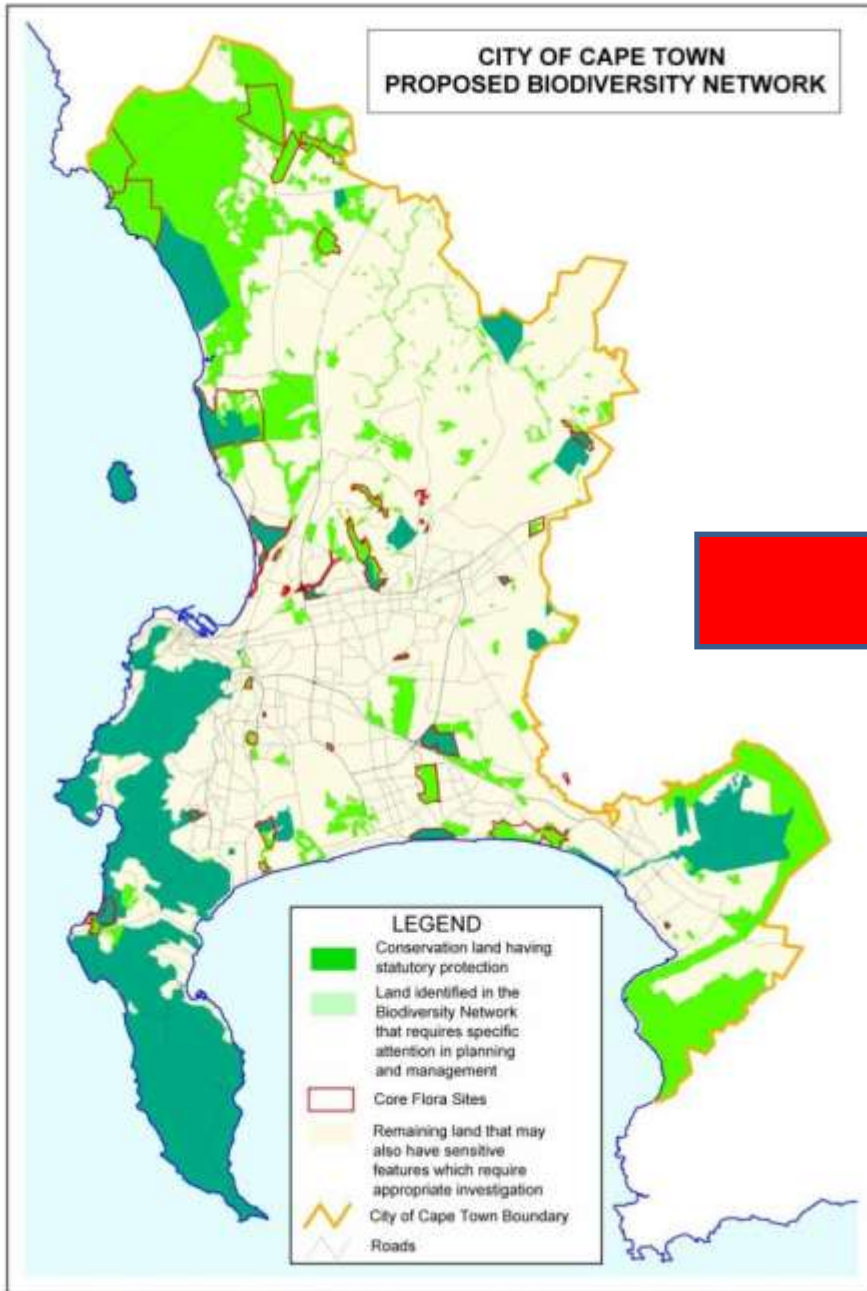 CITY OF CAPE TOWN
PROPOSED BIODIVERSITY NETWORK
LEGEND
Conservation land having
statutory protection
Land identified in the
Biodiversity Network
that requires specific
attention in planning
and management
Core Flora Sites
Remaining land that may
also have sensitive
features which require
appropriate investigation
City of Cape Town Boundary
Roads